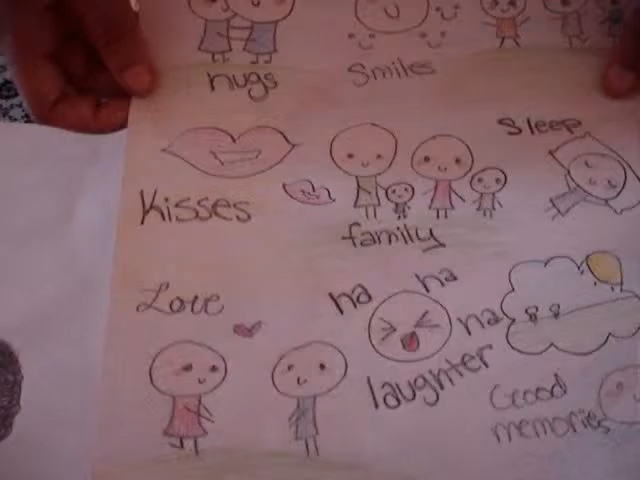 hugs
Smiles
Sleep
Kisses
family
Love
ha
ha
ha
laughter
Good
memories